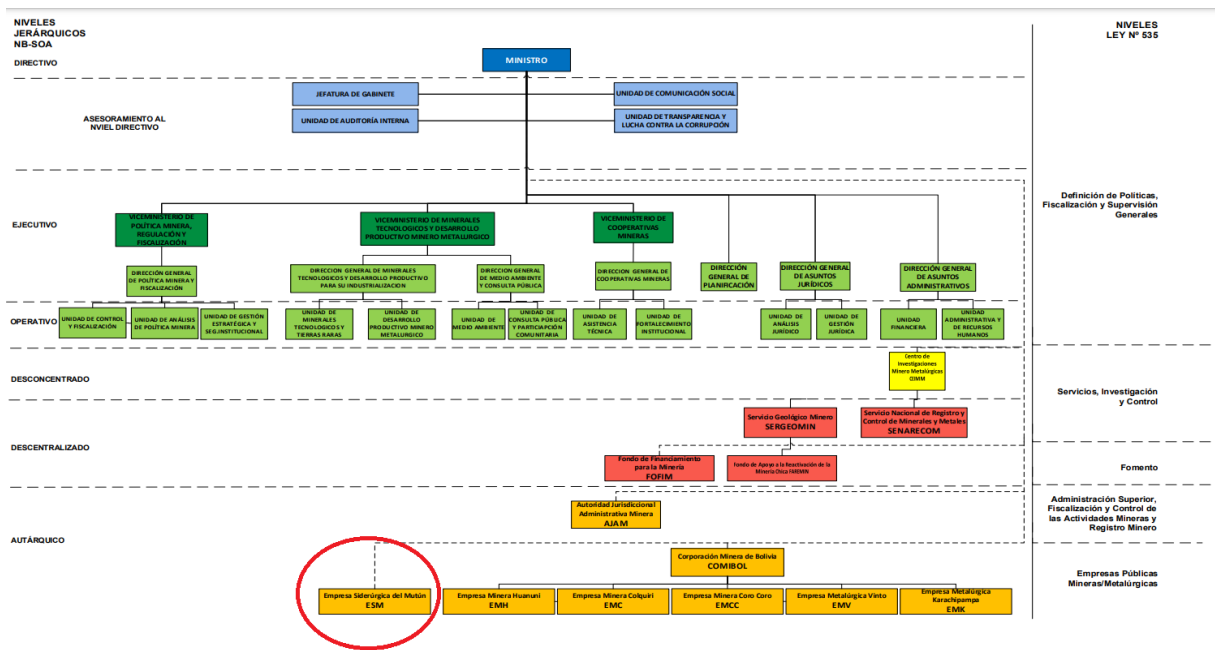 NIVELES
JERÁRQUICOS
NB-SOA
NIVELES
LEY Nº 535
DIRECTIVO
MINISTRO
JEFATURA DE GABINETE
UNIDAD DE COMUNICACIÓN SOCIAL
ASESORAMIENTO AL
NVIEL DIRECTIVO
UNIDAD DE AUDITORÍA INTERNA
UNIDAD DE TRANSPARENCIA Y
LUCHA CONTRA LA CORRUPCIÓN
Definición de Políticas,
Fiscalización y Supervisión
Generales
EJECUTIVO
VICEMINISTERIO DE
POLÍTICA MINERA,
REGULACIÓN Y
FISCALIZACIÓN
VICEMINISTERIO DE MINERALES
TECNOLOGICOS Y DESARROLLO
PRODUCTIVO MINERO METALURGICO
VICEMINISTERIO DE
COOPERATIVAS
MINERAS
DIRECCIÓN GENERAL
DE POLÍTICA MINERA Y
FISCALIZACIÓN
DIRECCION GENERAL DE MINERALES
TECNOLOGICOS Y DESARROLLO PRODUCTIVO
PARA SU INDUSTRIALIZACION
DIRECCION GENERAL
DE MEDIO AMBIENTE
Y CONSULTA PÚBLICA
DIRECCION GENERAL DE
COOPERATIVAS MINERAS
DIRECCIÓN
GENERAL DE
PLANIFICACIÓN
DIRECCIÓN GENERAL
DE ASUNTOS
JURÍDICOS
DIRECCIÓN GENERAL
DE ASUNTOS
ADMINISTRATIVOS
OPERATIVO
UNIDAD DE CONTROL
Y FISCALIZACIÓN
UNIDAD DE ANÁLISIS
DE POLÍTICA MINERA
UNIDAD DE GESTIÓN
ESTRATÉGICA Y
SEG.INSTITUCIONAL
UNIDAD DE
MINERALES
TECNOLOGICOS Y
TIERRAS RARAS
UNIDAD DE
DESARROLLO
PRODUCTIVO MINERO
METALURGICO
UNIDAD DE
MEDIO AMBIENTE
UNIDAD DE
CONSULTA PÚBLICA
Y PARTICIAPCIÓN
COMUNITARIA
UNIDAD DE
ASISTENCIA
TÉCNICA
UNIDAD DE
FORTALECIMIENTO
INSTITUCIONAL
UNIDAD DE
ANÁLISIS
JURÍDICO
UNIDAD DE
GESTIÓN
JURÍDICA
UNIDAD
FINANCIERA
UNIDAD
ADMINISTRATIVA Y
DE RECURSOS
HUMANOS
DESCONCENTRADO
Centro de
Investigaciones
Minero Metalúrgicas
CIMM
Servicios, Investigación
y Control
DESCENTRALIZADO
Servicio Geológico Minero
SERGEOMIN
Servicio Nacional de Registro y
Control de Minerales y Metales
SENARECOM
Fondo de Financiamiento
para la Minería
FOFIM
Fondo de Apoyo a la Reactivación de la
Minería Chica FAREMIN
Fomento
AUTÁRQUICO
Autoridad Jurisdiccional
Administrativa Minera
AJAM
Administración Superior,
Fiscalización y Control de
las Actividades Mineras y
Registro Minero
Corporación Minera de Bolivia
COMIBOL
Empresas Públicas
Mineras/Metalúrgicas
Empresa Siderúrgica del Mutún
ESM
Empresa Minera Huanuni
EMH
Empresa Minera Colquiri
EMC
Empresa Minera Coro Coro
EMCC
Empresa Metalúrgica Vinto
EMV
Empresa Metalúrgica
Karachipampa
EMK